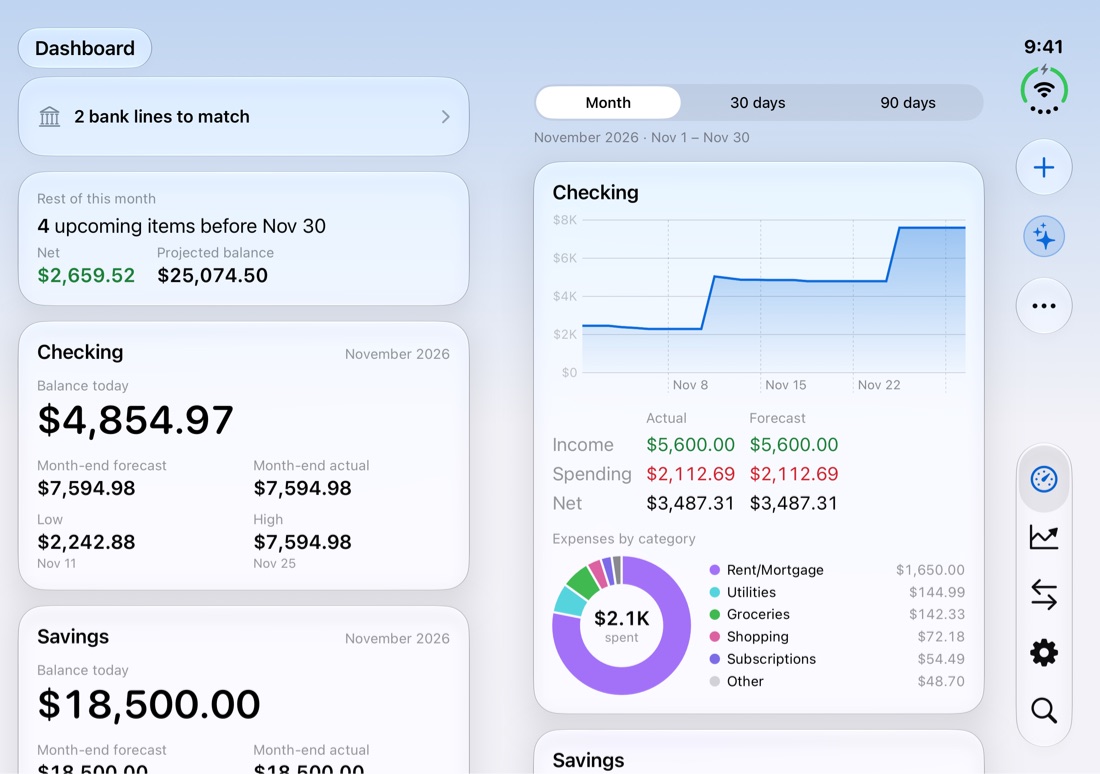 Dashboard
2 bank lines to match
Rest of this month
4 upcoming items before Nov 30
Net Projected balance
$2,659.52 $25,074.50
Checking November 2026
Balance today
$4,854.97
Month-end forecast Month-end actual
$7,594.98 $7,594.98
Low High
$2,242.88 $7,594.98
Nov 11 Nov 25
Savings November 2026
Balance today
$18,500.00
Month-end forecast Month-end actual
$18,500.00 $18,500.00
Month 30 days 90 days
November 2026 · Nov 1 – Nov 30
Checking
$8K
$6K
$4K
$2K
$0
Nov 8 Nov 15 Nov 22
Actual Forecast
Income $5,600.00 $5,600.00
Spending $2,112.69 $2,112.69
Net $3,487.31 $3,487.31
Expenses by category
$2.1K
spent
Rent/Mortgage $1,650.00
Utilities $144.99
Groceries $142.33
Shopping $72.18
Subscriptions $54.49
Other $48.70
Savings
9:41